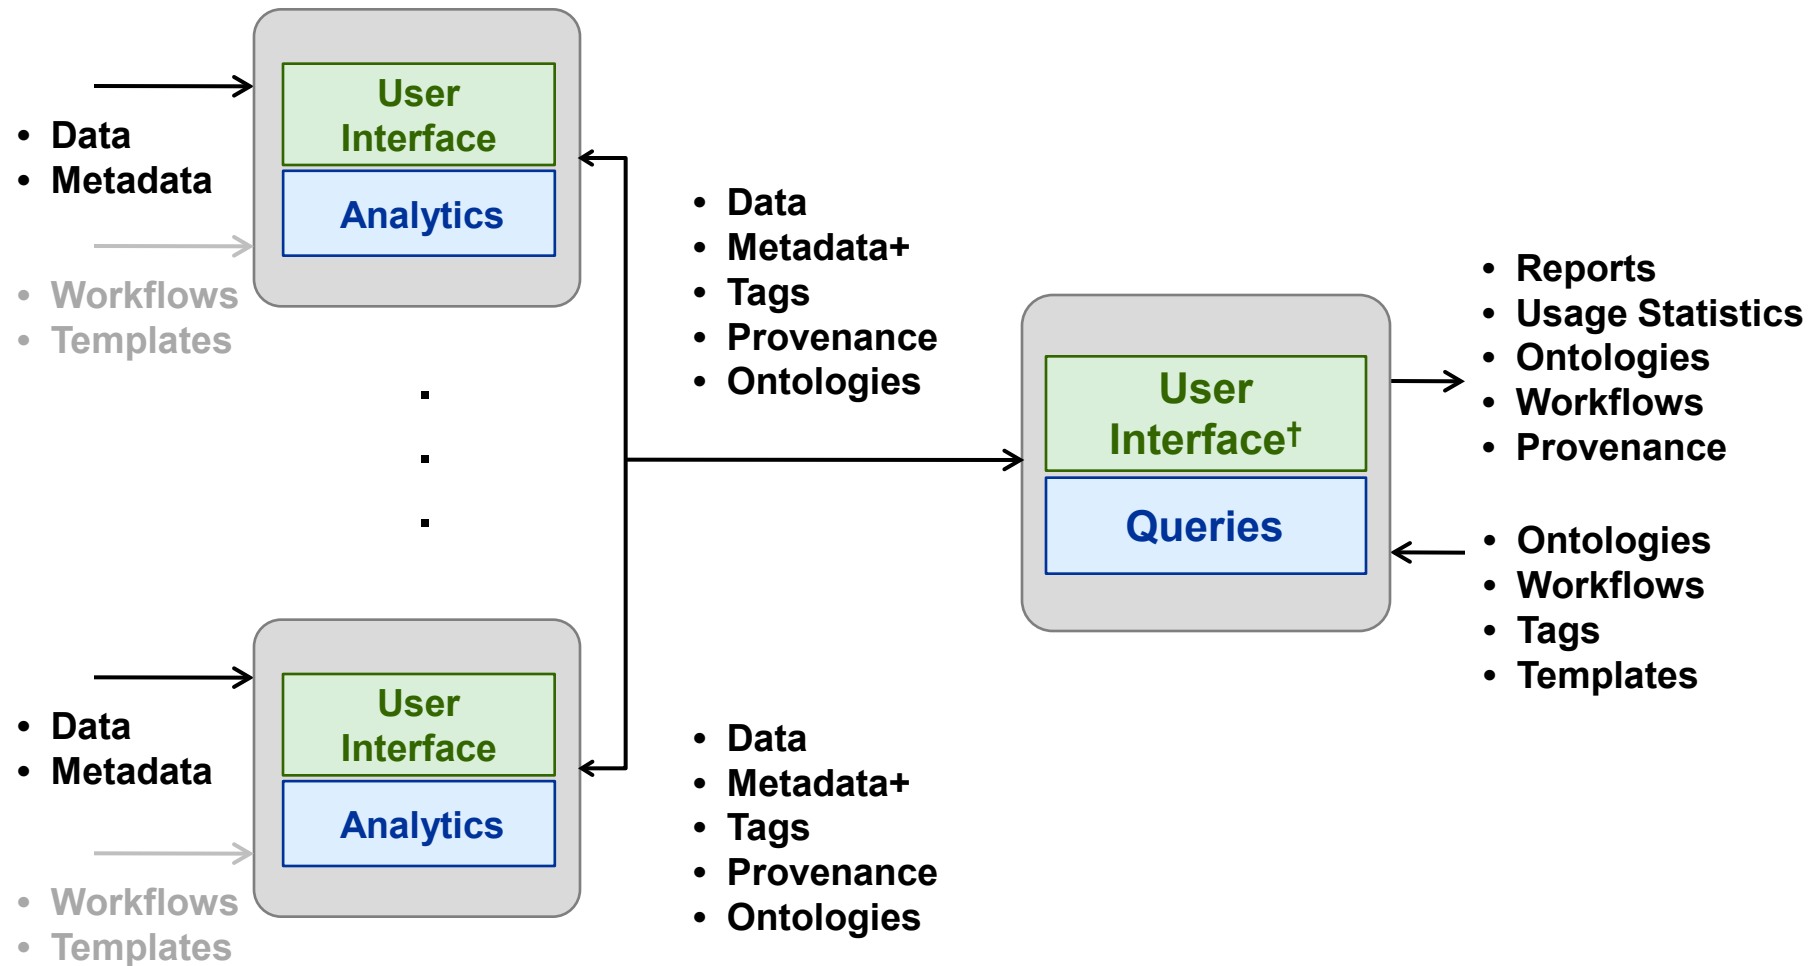 User
Interface
Analytics
• Data
• Metadata
• Workflows
• Templates
• Data
• Metadata+
• Tags
• Provenance
• Ontologies
User
Interface†
Queries
• Reports
• Usage Statistics
• Ontologies
• Workflows
• Provenance
• Ontologies
• Workflows
• Tags
• Templates
User
Interface
Analytics
• Data
• Metadata
• Workflows
• Templates
• Data
• Metadata+
• Tags
• Provenance
• Ontologies